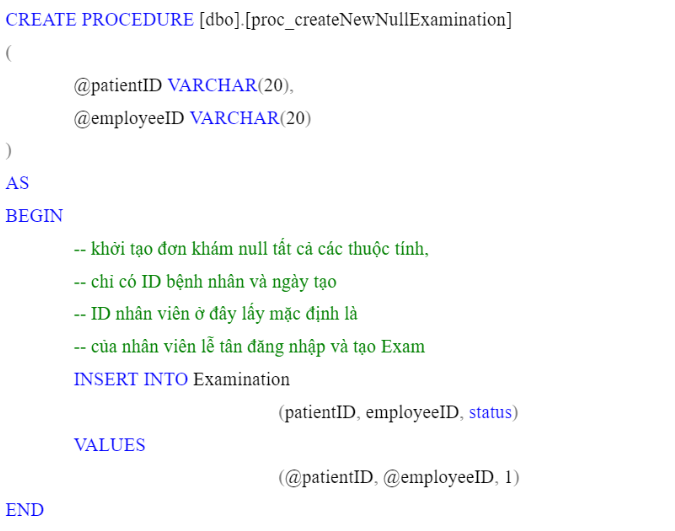 CREATE PROCEDURE [dbo].[proc_createNewNullExamination]
(
@patientID VARCHAR(20),
@employeeID VARCHAR(20)
)
AS
BEGIN
-- khởi tạo đơn khám null tất cả các thuộc tính,
-- chỉ có ID bệnh nhân và ngày tạo
-- ID nhân viên ở đây lấy mặc định là
-- của nhân viên lễ tân đăng nhập và tạo Exam
INSERT INTO Examination
(patientID, employeeID, status)
VALUES
(@patientID, @employeeID, 1)
END